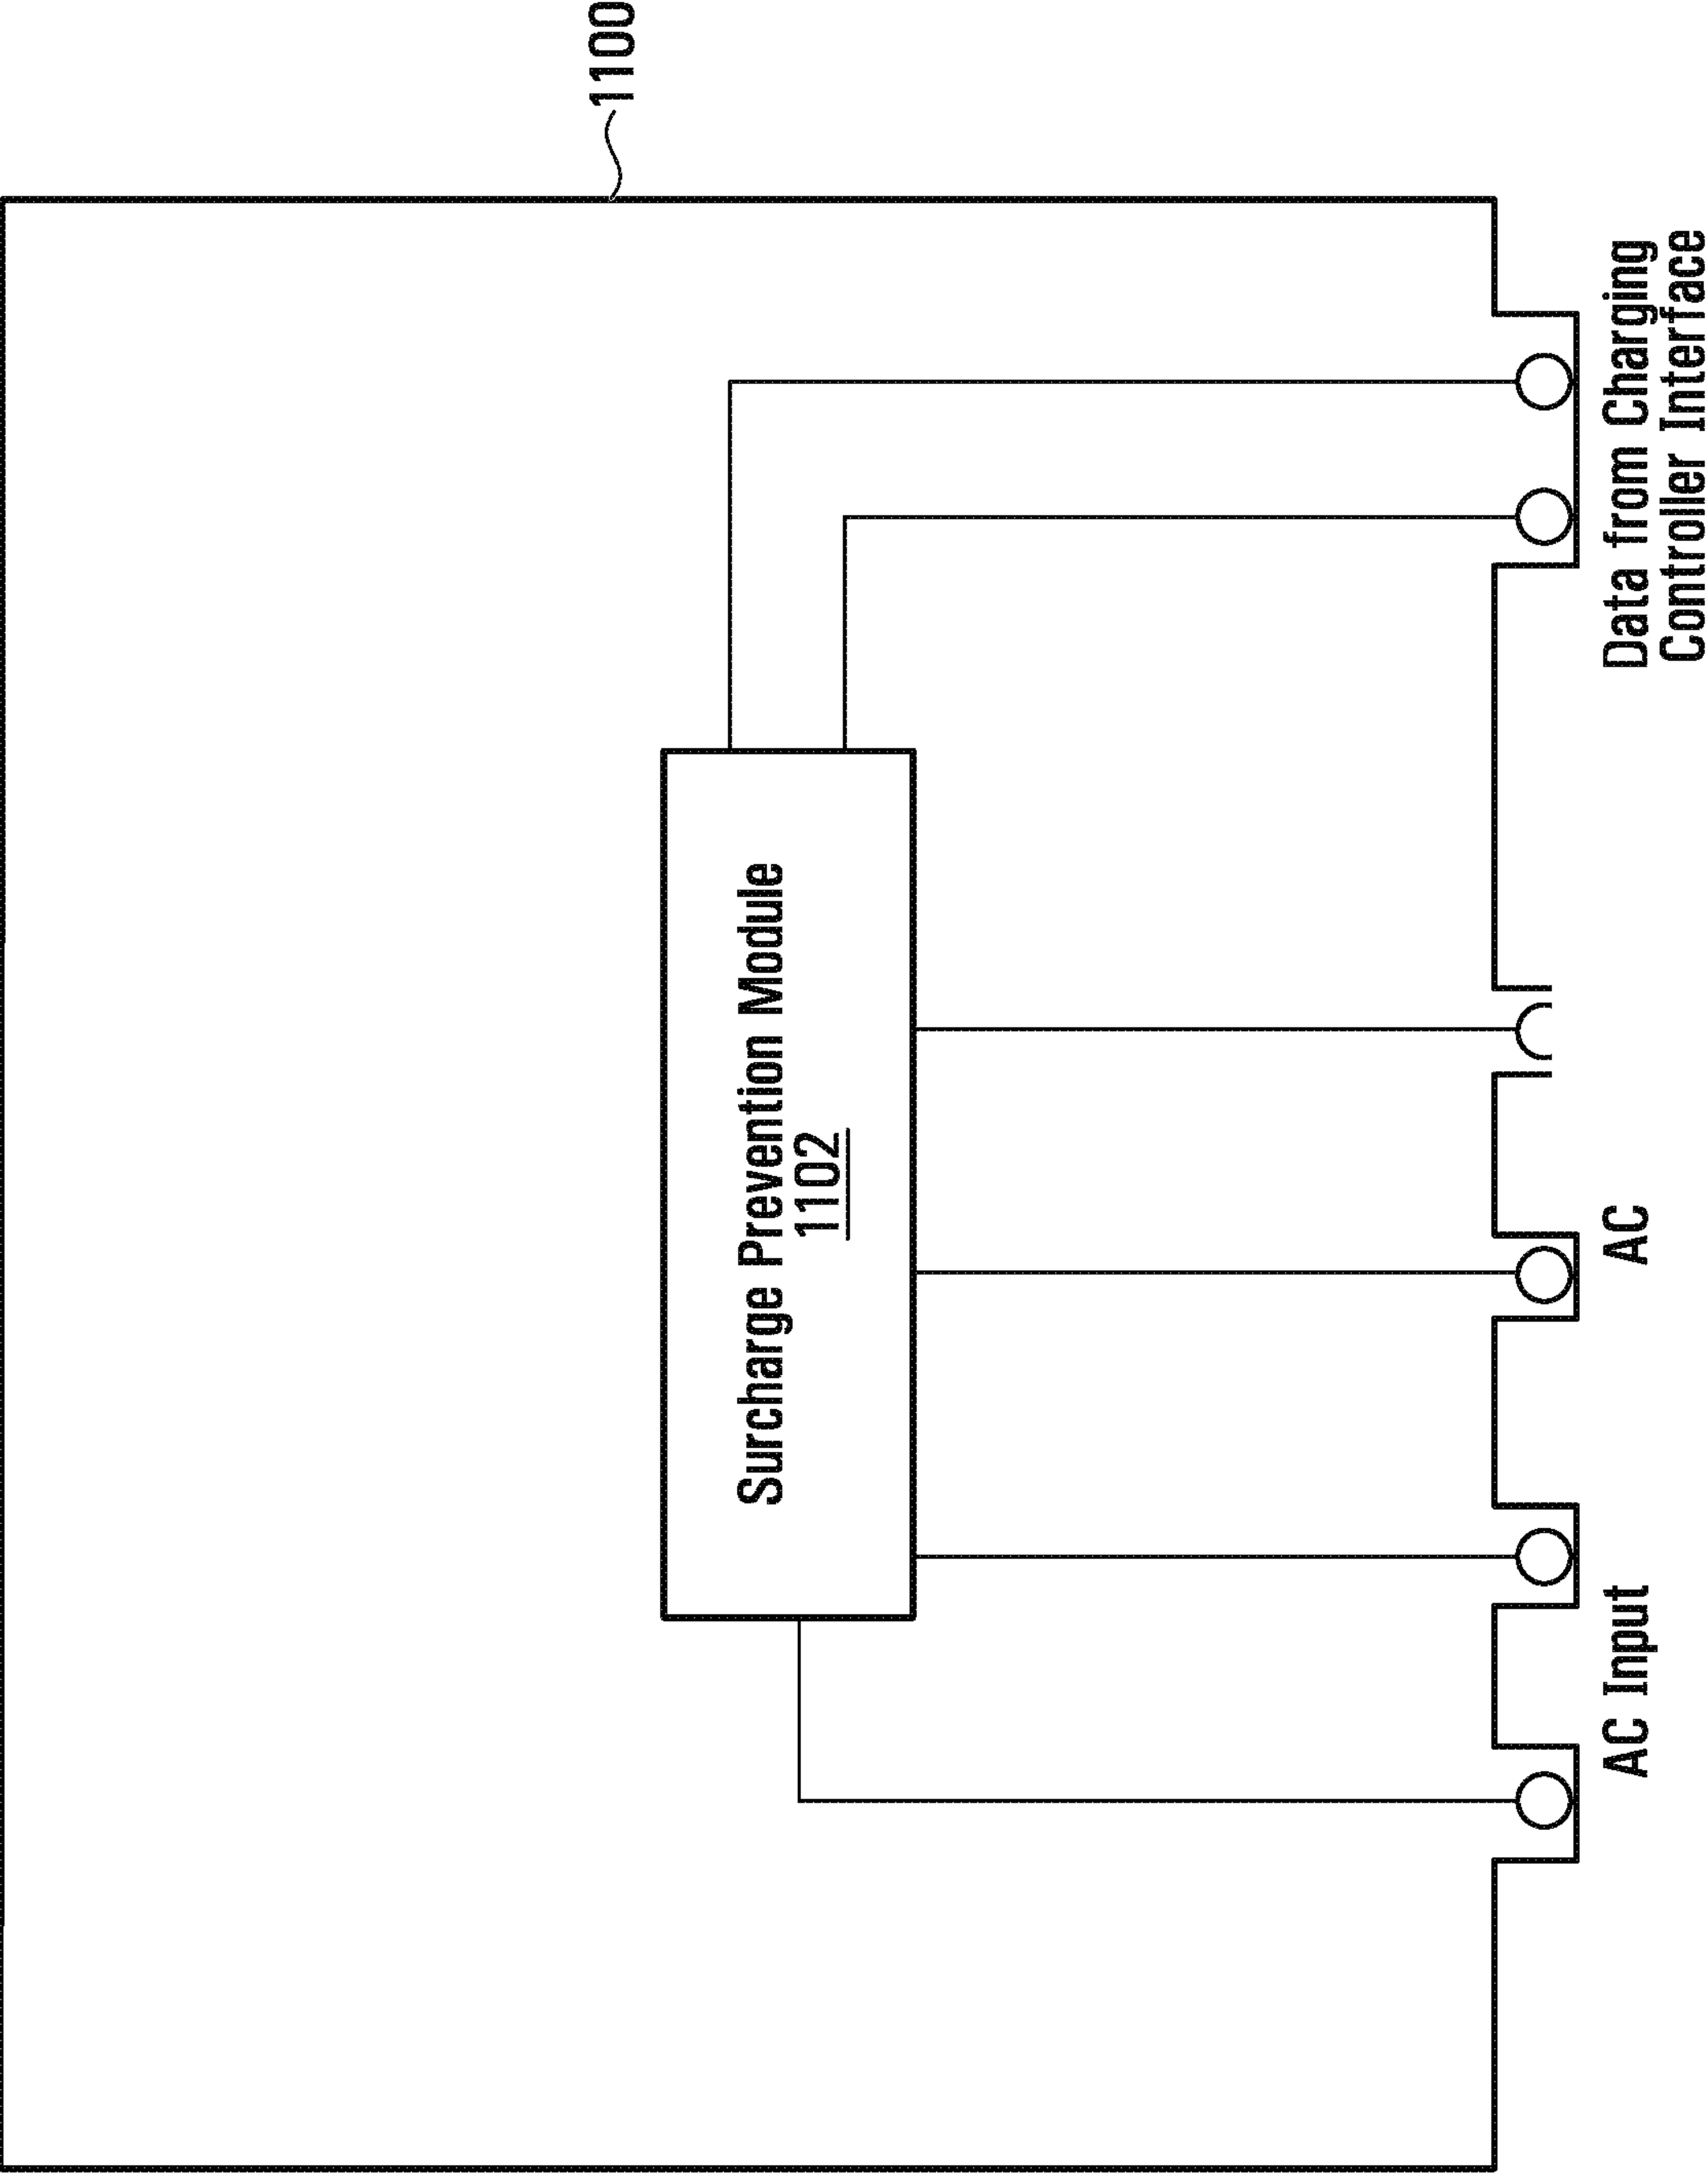 1100
Surcharge Prevention Module
1102
AC Input
AC
Data from Charging
Controller Interface